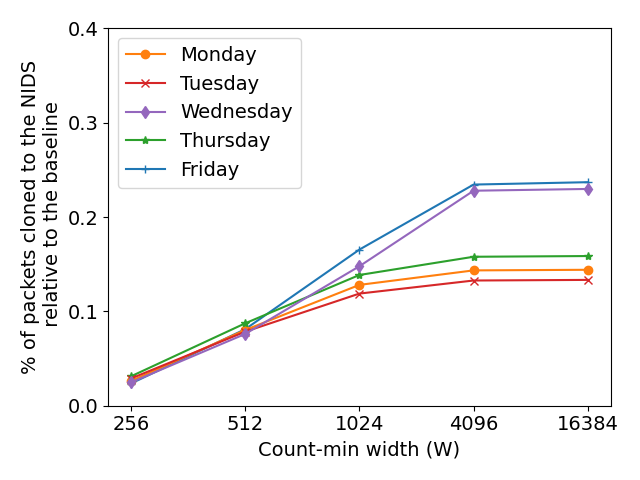 % of packets cloned to the NIDS
relative to the baseline
0.4
0.3
0.2
0.1
0.0
Monday
Tuesday
Wednesday
Thursday
Friday
256 512 1024 4096 16384
Count-min width (W)